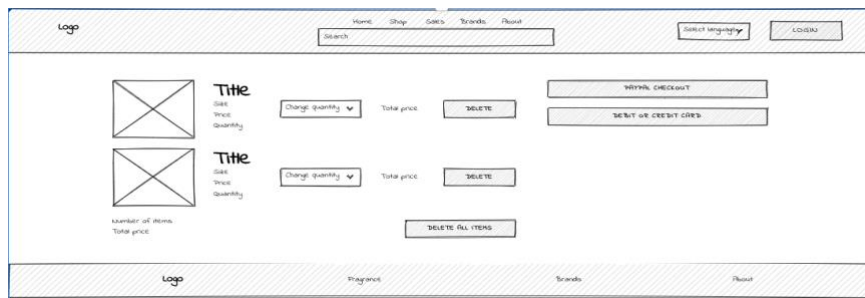 Logo
Home Shop Sales Brands About
Search
Select language
LOGIN
Title
Size
Price
Quantity
Change quantity
Total price
DELETE
PAYPAL CHECKOUT
DEBIT OR CREDIT CARD
Title
Size
Price
Quantity
Change quantity
Total price
DELETE
Number of items
Total price
DELETE ALL ITEMS
Logo Fragrance Brands About